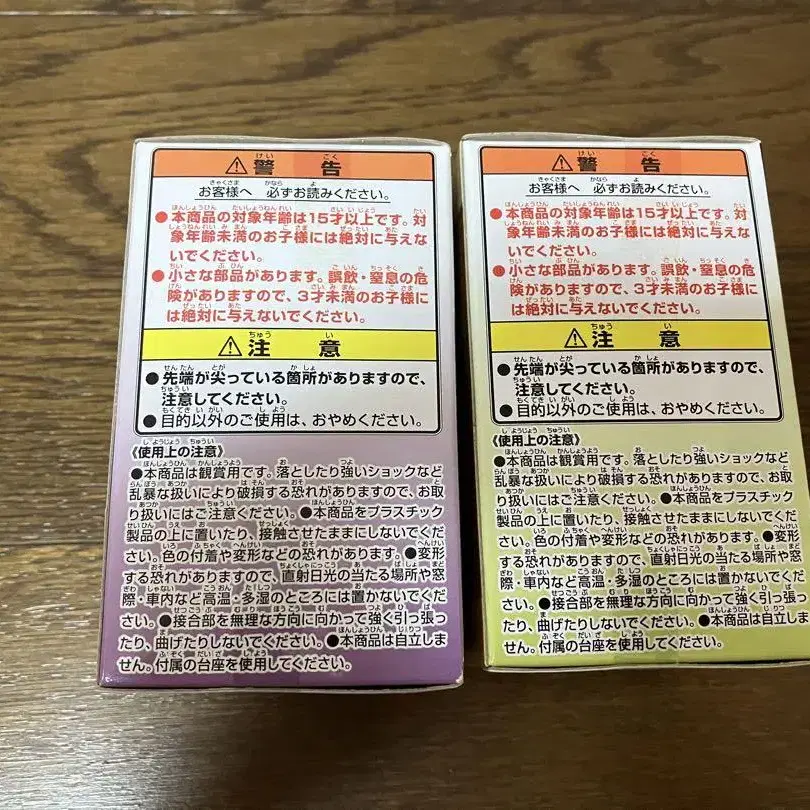 警告
お客様へ 必ずお読みください。
●本商品の対象年齢は15才以上です。対
象年齢未満のお子様には絶対に与えな
いでください。
●小さな部品があります。誤飲・窒息の危
険がありますので、3才未満のお子様に
は絶対に与えないでください。
注意
●先端が尖っている箇所がありますので、
注意してください。
●目的以外のご使用は、おやめください。
《使用上の注意》
●本商品は観賞用です。落としたり強いショックなど
乱暴な扱いにより破損する恐れがありますので、お取
り扱いにはご注意ください。●本商品をプラスチック
製品の上に置いたり、接触させたままにしないでくだ
さい。色の付着や変形などの恐れがあります。●変形
する恐れがありますので、直射日光の当たる場所や窓
際・車内など高温・多湿のところには置かないでくださ
い。●接合部を無理な方向に向かって強く引っ張っ
たり、曲げたりしないでください。●本商品は自立しま
せん。付属の台座を使用してください。
警告
お客様へ 必ずお読みください。
●本商品の対象年齢は15才以上です。対
象年齢未満のお子様には絶対に与えな
いでください。
●小さな部品があります。誤飲・窒息の危
険がありますので、3才未満のお子様に
は絶対に与えないでください。
注意
●先端が尖っている箇所がありますので、
注意してください。
●目的以外のご使用は、おやめください。
《使用上の注意》
●本商品は観賞用です。落としたり強いショックなど
乱暴な扱いにより破損する恐れがありますので、お取
り扱いにはご注意ください。●本商品をプラスチック
製品の上に置いたり、接触させたままにしないでくだ
さい。色の付着や変形などの恐れがあります。●変形
する恐れがありますので、直射日光の当たる場所や窓
際・車内など高温・多湿のところには置かないでくださ
い。●接合部を無理な方向に向かって強く引っ張っ
たり、曲げたりしないでください。●本商品は自立しま
せん。付属の台座を使用してください。